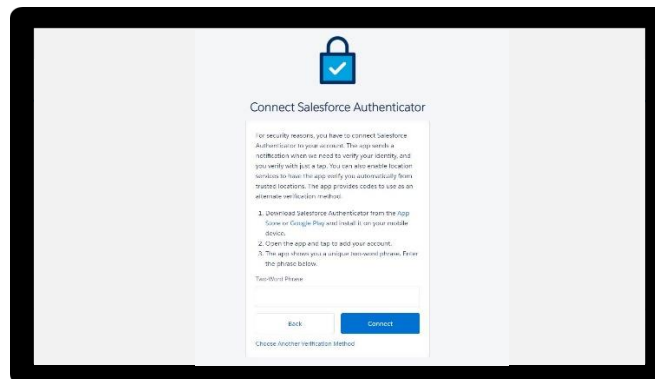 Connect Salesforce Authenticator
For security reasons, you have to connect Salesforce
Authenticator to your account. The app sends a
notification when we need to verify your identity, and
you verify with just a tap. You can also enable location
services to have the app verify you automatically from
trusted locations. The app provides codes to use as an
alternate verification method.
1. Download Salesforce Authenticator from the App
Store or Google Play and install it on your mobile
device.
2. Open the app and tap to add your account.
3. The app shows you a unique two-word phrase. Enter
the phrase below.
Two-Word Phrase
Back
Connect
Choose Another Verification Method